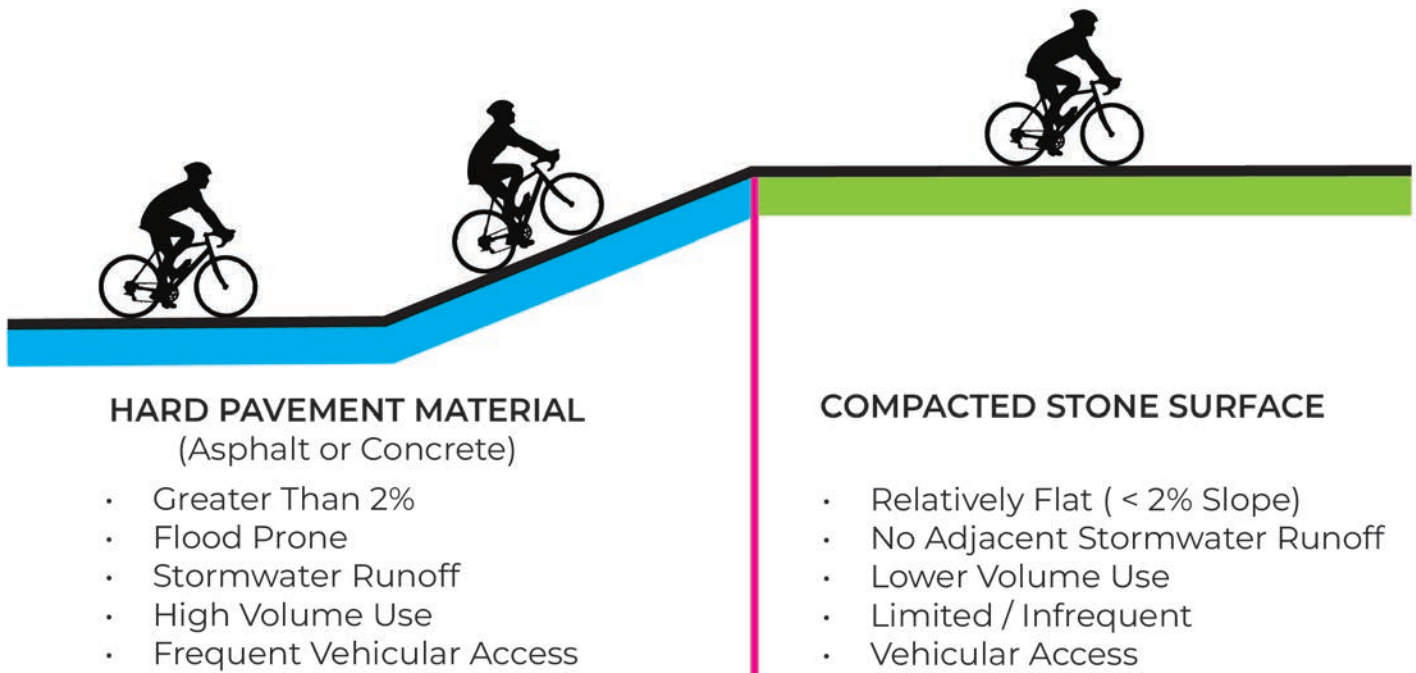 HARD PAVEMENT MATERIAL
(Asphalt or Concrete)
• Greater Than 2%
• Flood Prone
• Stormwater Runoff
• High Volume Use
• Frequent Vehicular Access
COMPACTED STONE SURFACE
• Relatively Flat ( < 2% Slope)
• No Adjacent Stormwater Runoff
• Lower Volume Use
• Limited / Infrequent
• Vehicular Access